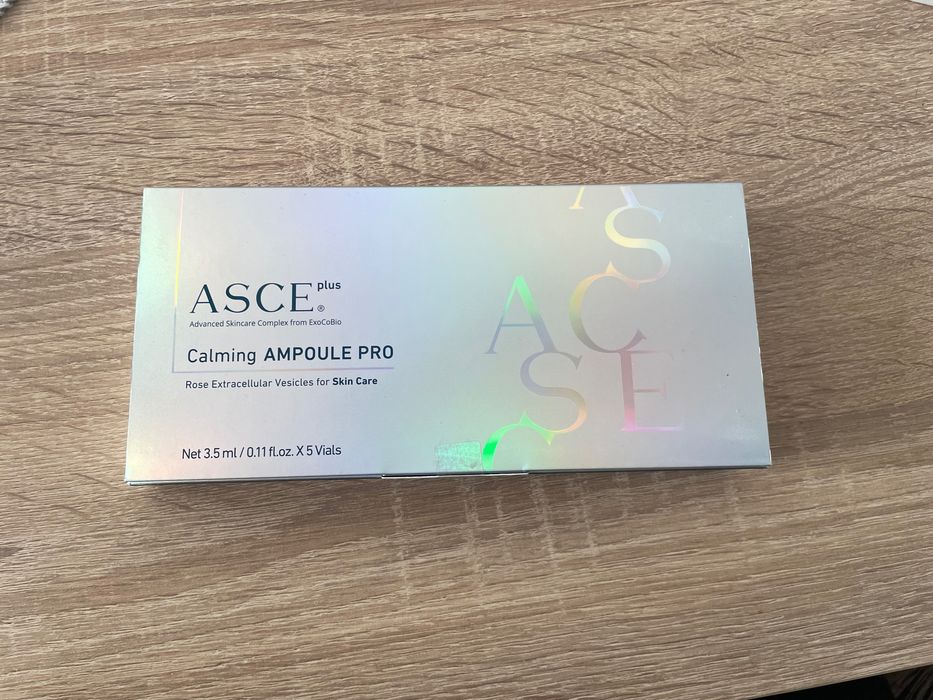 ASCE plus ®
Advanced Skincare Complex from ExoCoBio
Calming AMPOULE PRO
Rose Extracellular Vesicles for Skin Care
Net 3.5 ml / 0.11 fl.oz. X 5 Vials
A
S
A C
S E
C